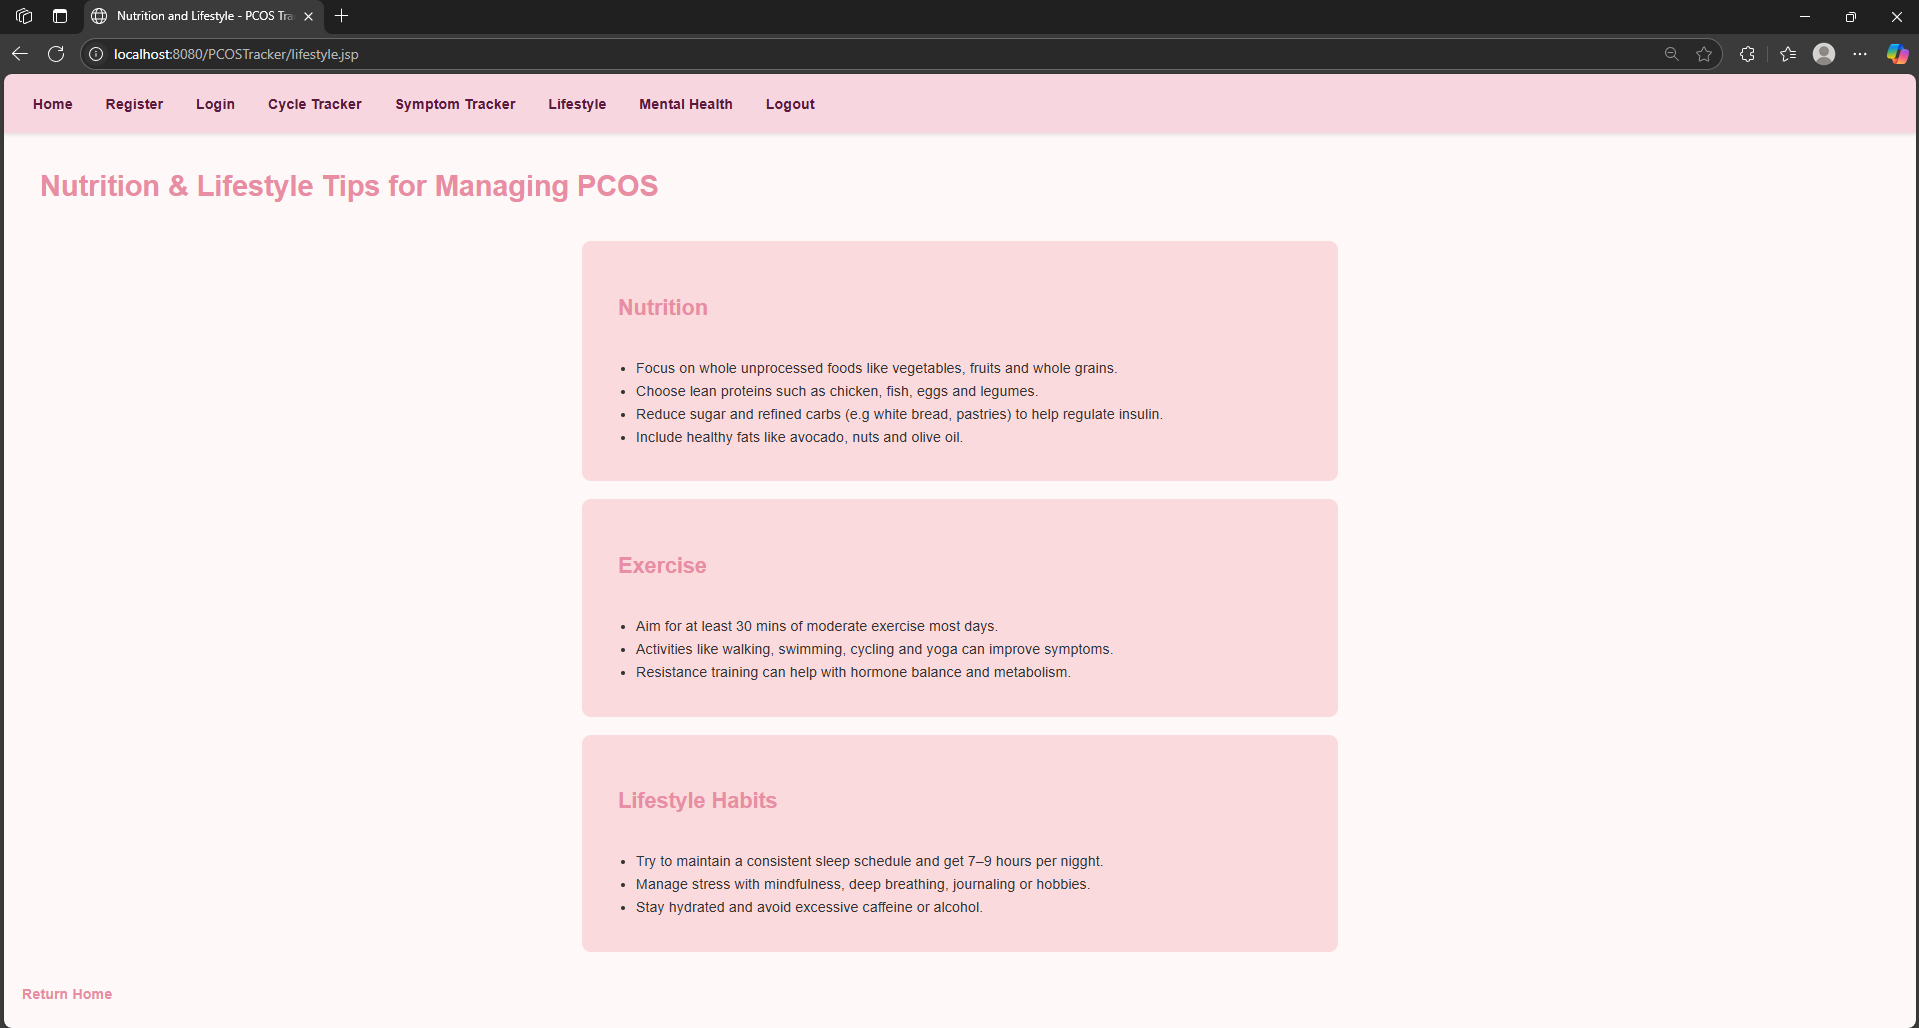 Nutrition and Lifestyle - PCOS Tra
localhost:8080/PCOSTracker/lifestyle.jsp
Home Register Login Cycle Tracker Symptom Tracker Lifestyle Mental Health Logout
Nutrition & Lifestyle Tips for Managing PCOS
Nutrition
• Focus on whole unprocessed foods like vegetables, fruits and whole grains.
• Choose lean proteins such as chicken, fish, eggs and legumes.
• Reduce sugar and refined carbs (e.g white bread, pastries) to help regulate insulin.
• Include healthy fats like avocado, nuts and olive oil.
Exercise
• Aim for at least 30 mins of moderate exercise most days.
• Activities like walking, swimming, cycling and yoga can improve symptoms.
• Resistance training can help with hormone balance and metabolism.
Lifestyle Habits
• Try to maintain a consistent sleep schedule and get 7–9 hours per nigght.
• Manage stress with mindfulness, deep breathing, journaling or hobbies.
• Stay hydrated and avoid excessive caffeine or alcohol.
Return Home